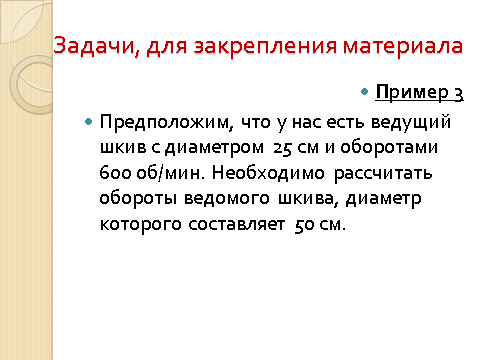 Задачи, для закрепления материала
Пример 3
Предположим, что у нас есть ведущий
шкив с диаметром 25 см и оборотами
600 об/мин. Необходимо рассчитать
обороты ведомого шкива, диаметр
которого составляет 50 см.